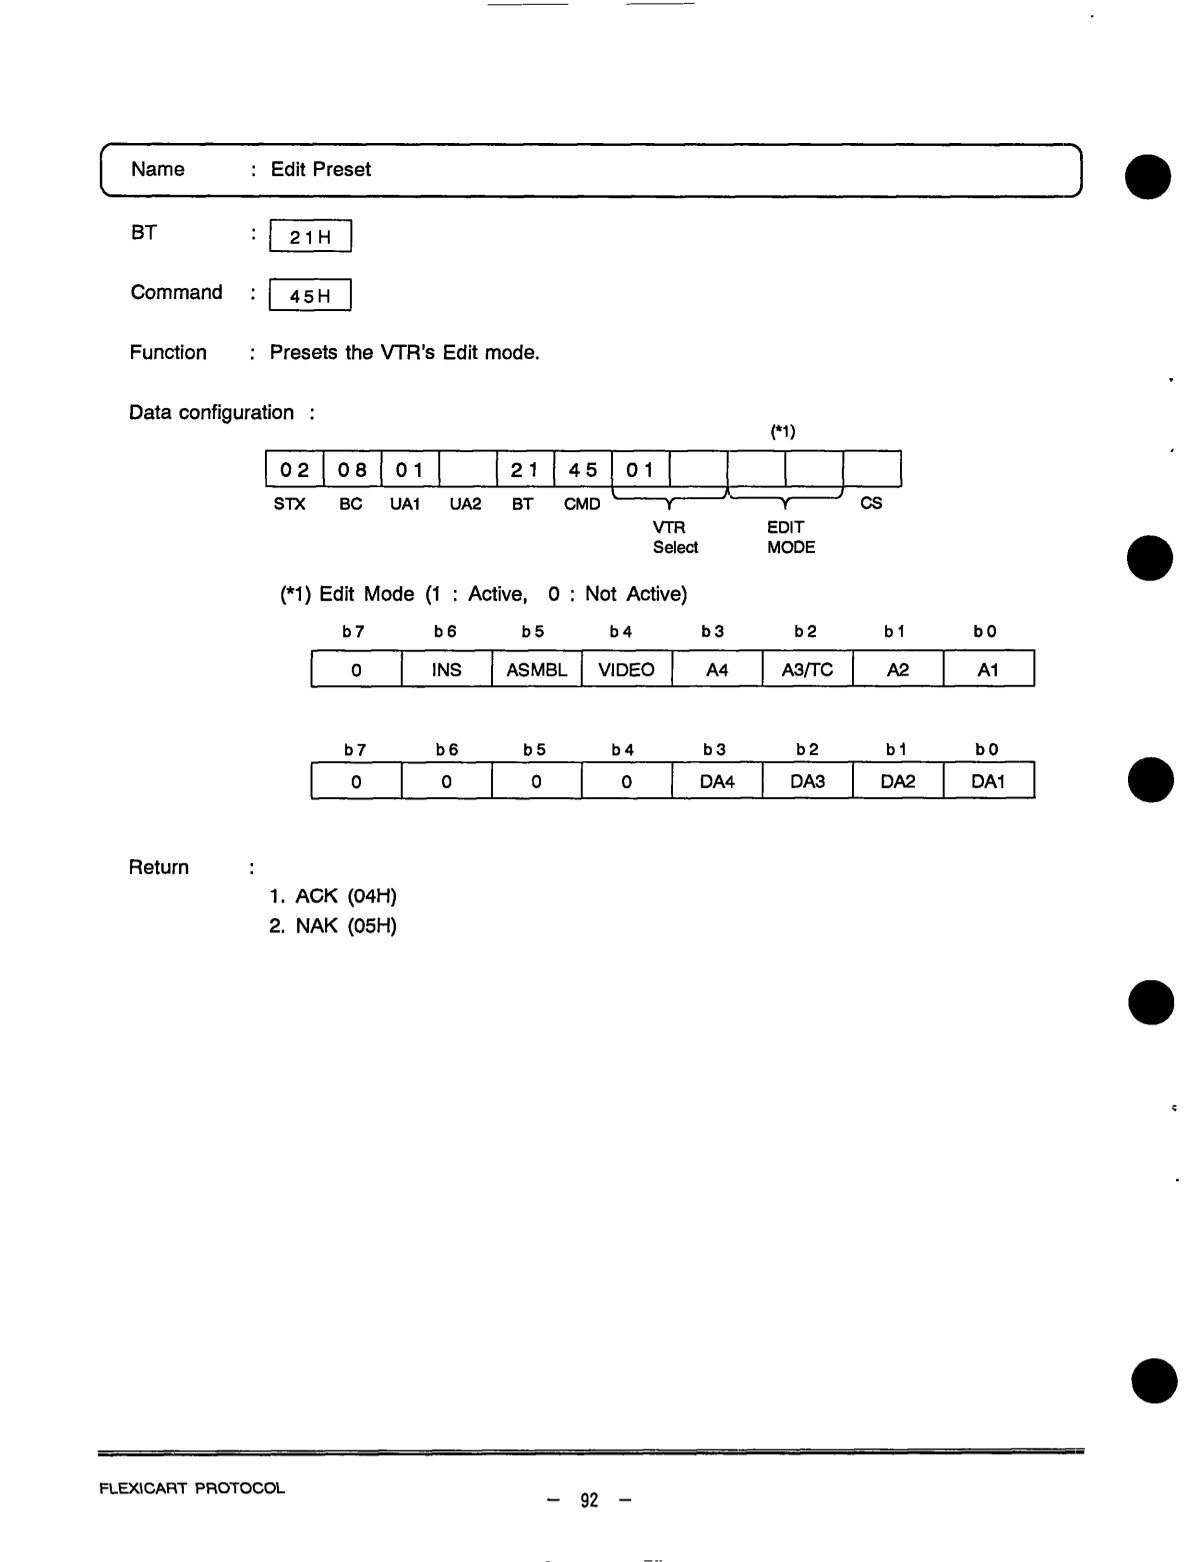 Name : Edit Preset
BT : 21H
Command : 45H
Function : Presets the VTR's Edit mode.
Data configuration :
(*1)
02 08 01 21 45 01
STX BC UA1 UA2 BT CMD CS
VTR Select EDIT MODE
(*1) Edit Mode (1 : Active, 0 : Not Active)
b7 b6 b5 b4 b3 b2 b1 b0
0 INS ASMBL VIDEO A4 A3/TC A2 A1
b7 b6 b5 b4 b3 b2 b1 b0
0 0 0 0 DA4 DA3 DA2 DA1
Return :
1. ACK (04H)
2. NAK (05H)
FLEXICART PROTOCOL
— 92 —